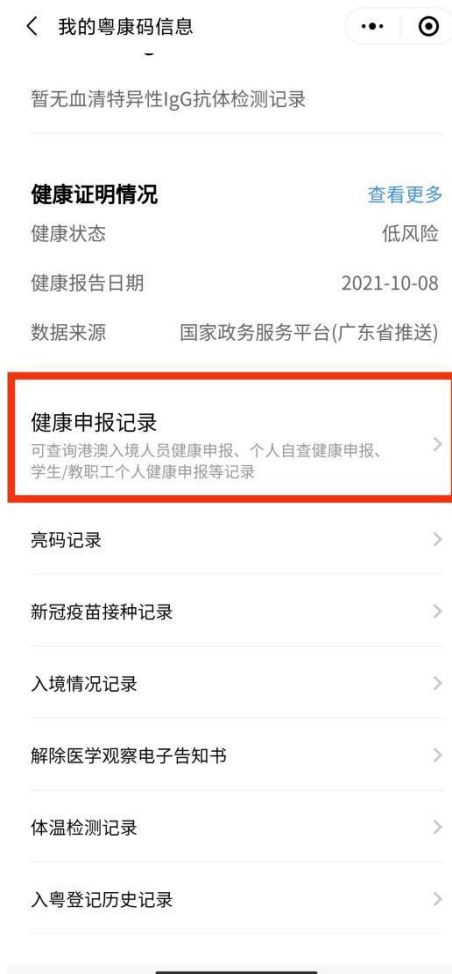 我的粤康码信息
暂无血清特异性IgG抗体检测记录
健康证明情况 查看更多
健康状态 低风险
健康报告日期 2021-10-08
数据来源 国家政务服务平台(广东省推送)
健康申报记录
可查询港澳入境人员健康申报、个人自查健康申报、
学生/教职工个人健康申报等记录
亮码记录
新冠疫苗接种记录
入境情况记录
解除医学观察电子告知书
体温检测记录
入粤登记历史记录